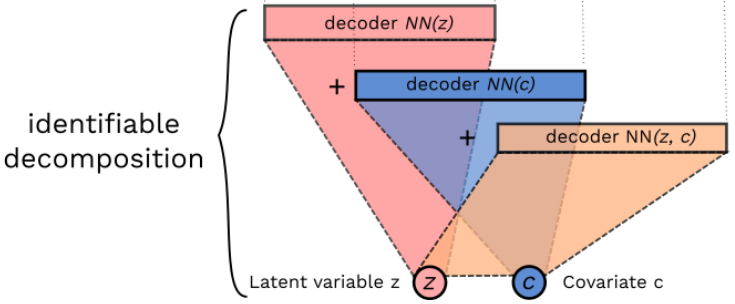 decoder NN(z)
+
decoder NN(c)
+
decoder NN(z, c)
identifiable
decomposition
Latent variable z
z
c
Covariate c